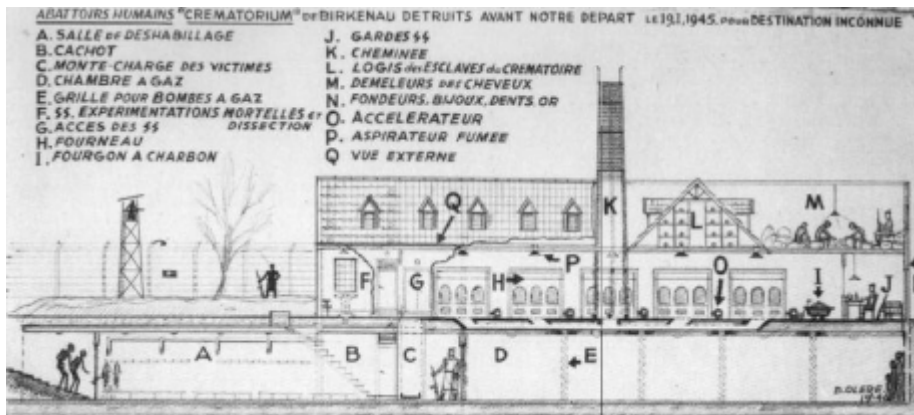 ABATTOIRS HUMAINS "CREMATORIUM" DE BIRKENAU DETRUITS AVANT NOTRE DEPART LE 19.1.1945. POUR DESTINATION INCONNUE
A. SALLE DE DESHABILLAGE
B. CACHOT
C. MONTE-CHARGE DES VICTIMES
D. CHAMBRE A GAZ
E. GRILLE POUR BOMBES A GAZ
F. SS. EXPERIMENTATIONS MORTELLES ET DISSECTION
G. ACCES DES SS
H. FOURNEAU
I. FOURGON A CHARBON
J. GARDES SS
K. CHEMINEE
L. LOGIS DES ESCLAVES DU CREMATOIRE
M. DEMELEURS DES CHEVEUX
N. FONDEURS, BIJOUX, DENTS, OR
O. ACCELERATEUR
P. ASPIRATEUR FUMEE
Q VUE EXTERNE
Q
K
L
M
F
G
H
P
O
I
J
A
B
C
D
E
D. OLERE